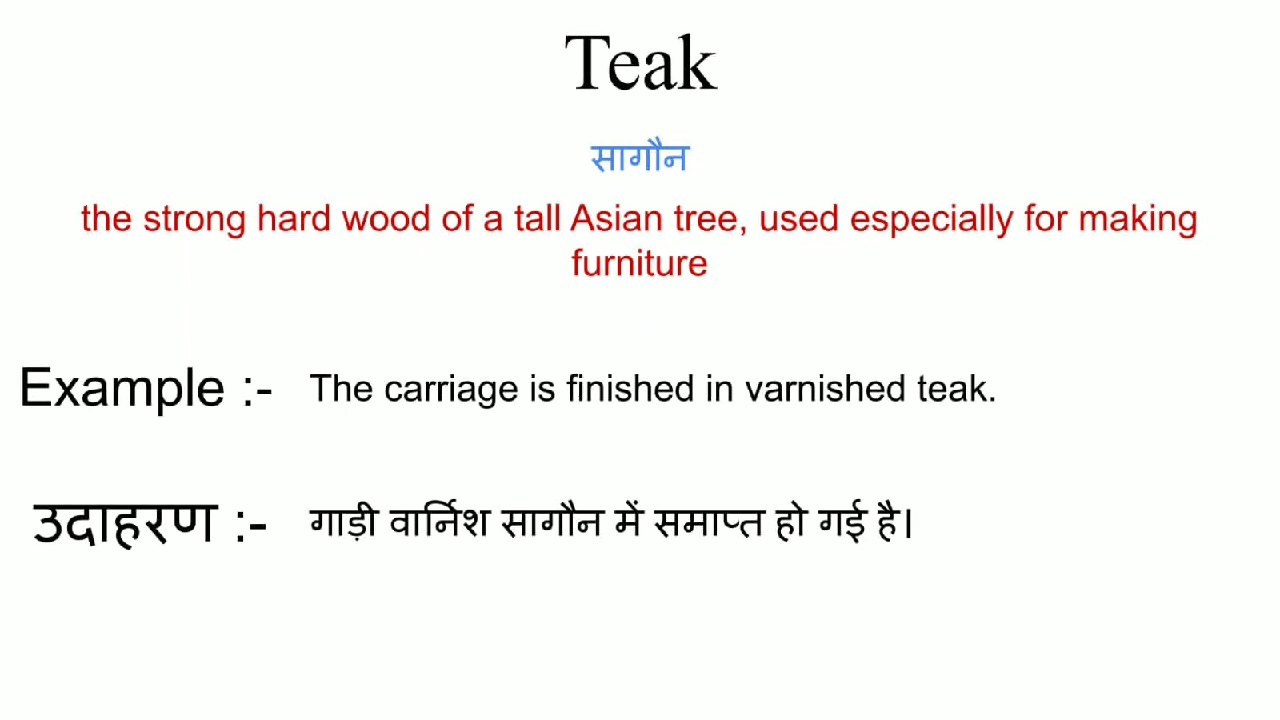 Teak
सागौन
the strong hard wood of a tall Asian tree, used especially for making
furniture
Example :- The carriage is finished in varnished teak.
उदाहरण :- गाड़ी वार्निश सागौन में समाप्त हो गई है।